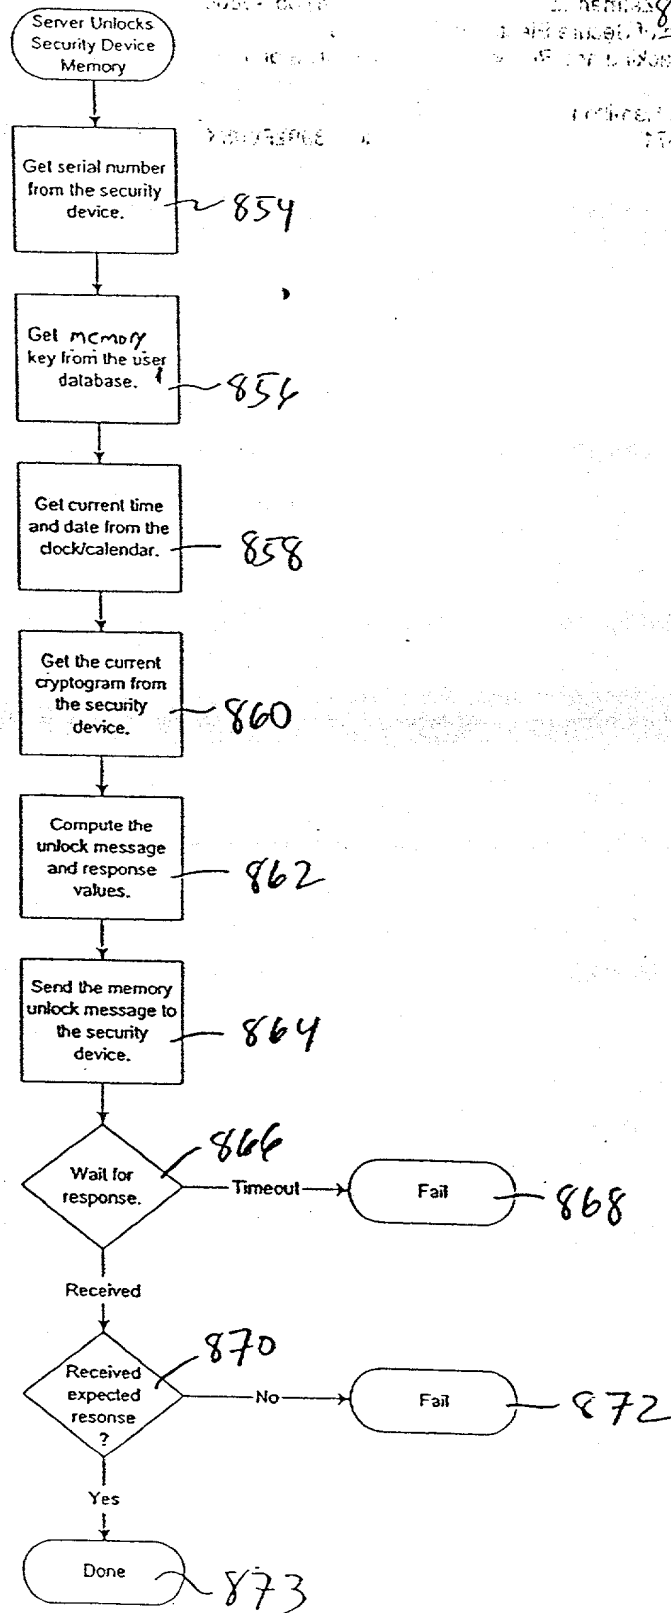 Server Unlocks
Security Device
Memory
Get serial number
from the security
device.
854
Get memory
key from the user
database.
856
Get current time
and date from the
clock/calendar.
858
Get the current
cryptogram from
the security
device.
860
Compute the
unlock message
and response
values.
862
Send the memory
unlock message to
the security
device.
864
866
Wait for
response.
Timeout
Fail
868
Received
870
Received
expected
resonse
?
No
Fail
872
Yes
Done
873